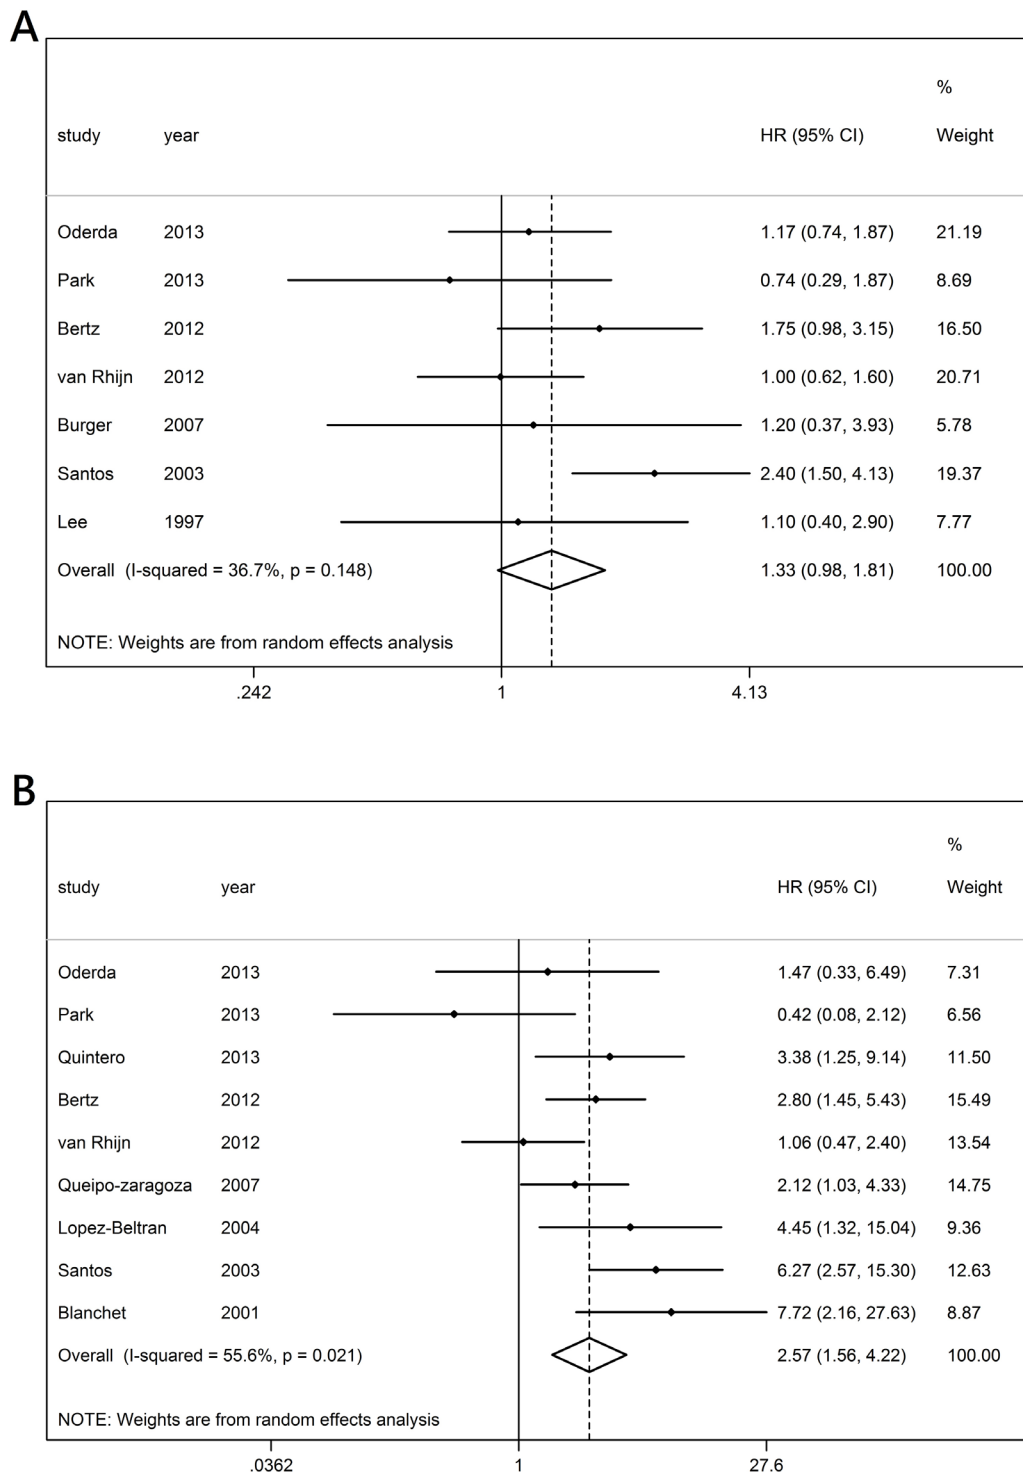 A
%
study year HR (95% CI) Weight
Oderda 2013 1.17 (0.74, 1.87) 21.19
Park 2013 0.74 (0.29, 1.87) 8.69
Bertz 2012 1.75 (0.98, 3.15) 16.50
van Rhijn 2012 1.00 (0.62, 1.60) 20.71
Burger 2007 1.20 (0.37, 3.93) 5.78
Santos 2003 2.40 (1.50, 4.13) 19.37
Lee 1997 1.10 (0.40, 2.90) 7.77
Overall (I-squared = 36.7%, p = 0.148) 1.33 (0.98, 1.81) 100.00
NOTE: Weights are from random effects analysis
.242 1 4.13
B
%
study year HR (95% CI) Weight
Oderda 2013 1.47 (0.33, 6.49) 7.31
Park 2013 0.42 (0.08, 2.12) 6.56
Quintero 2013 3.38 (1.25, 9.14) 11.50
Bertz 2012 2.80 (1.45, 5.43) 15.49
van Rhijn 2012 1.06 (0.47, 2.40) 13.54
Queipo-zaragoza 2007 2.12 (1.03, 4.33) 14.75
Lopez-Beltran 2004 4.45 (1.32, 15.04) 9.36
Santos 2003 6.27 (2.57, 15.30) 12.63
Blanchet 2001 7.72 (2.16, 27.63) 8.87
Overall (I-squared = 55.6%, p = 0.021) 2.57 (1.56, 4.22) 100.00
NOTE: Weights are from random effects analysis
.0362 1 27.6